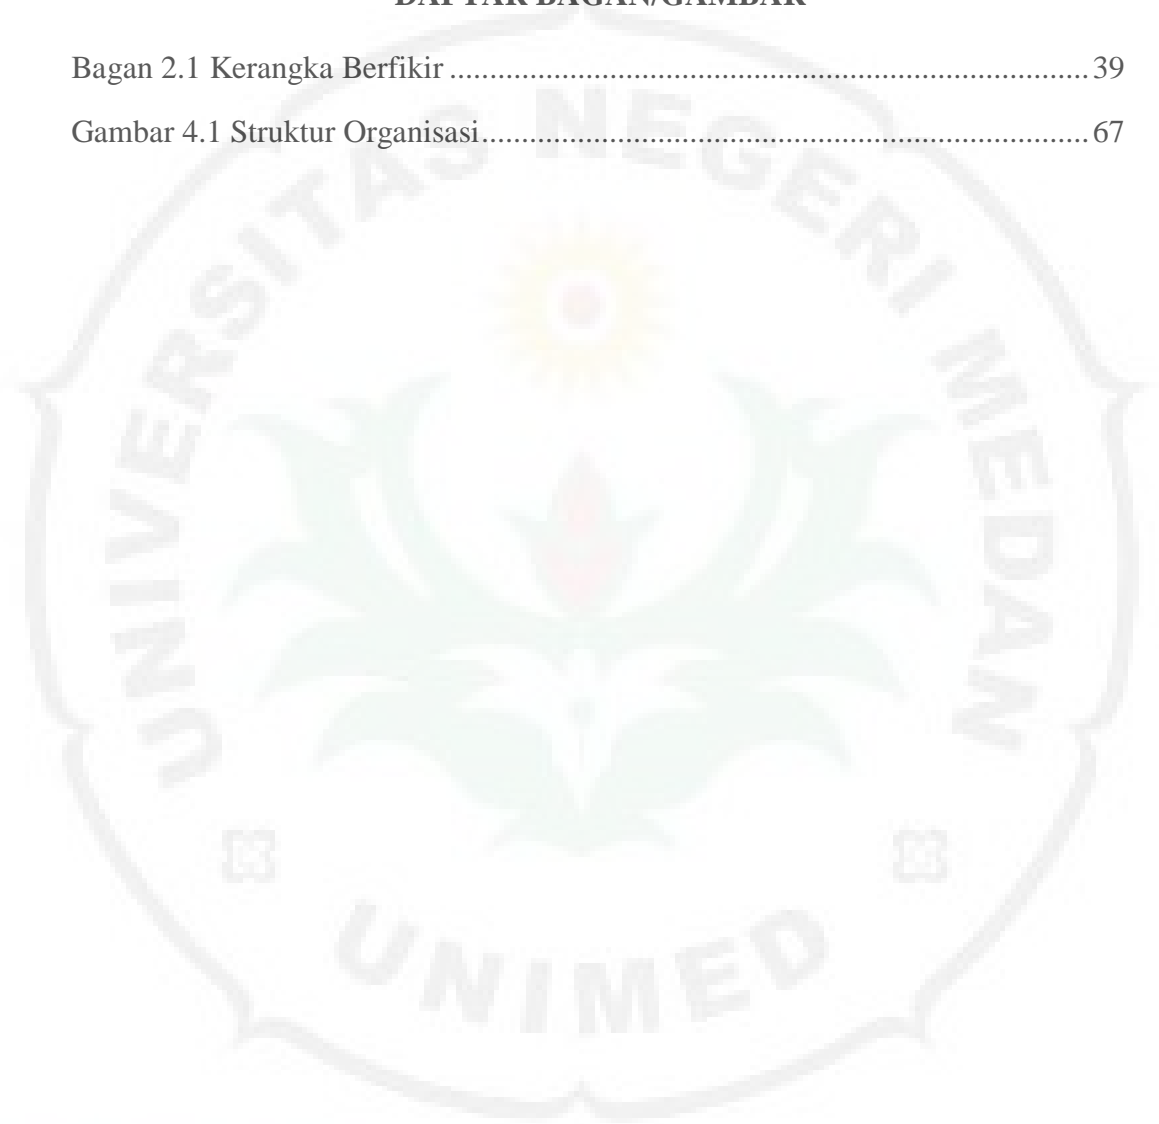 DAFTAR BAGAN/GAMBAR
Bagan 2.1 Kerangka Berfikir ................................................................................ 39
Gambar 4.1 Struktur Organisasi............................................................................ 67
UNIVERSITAS NEGERI MEDAN
UNIMED